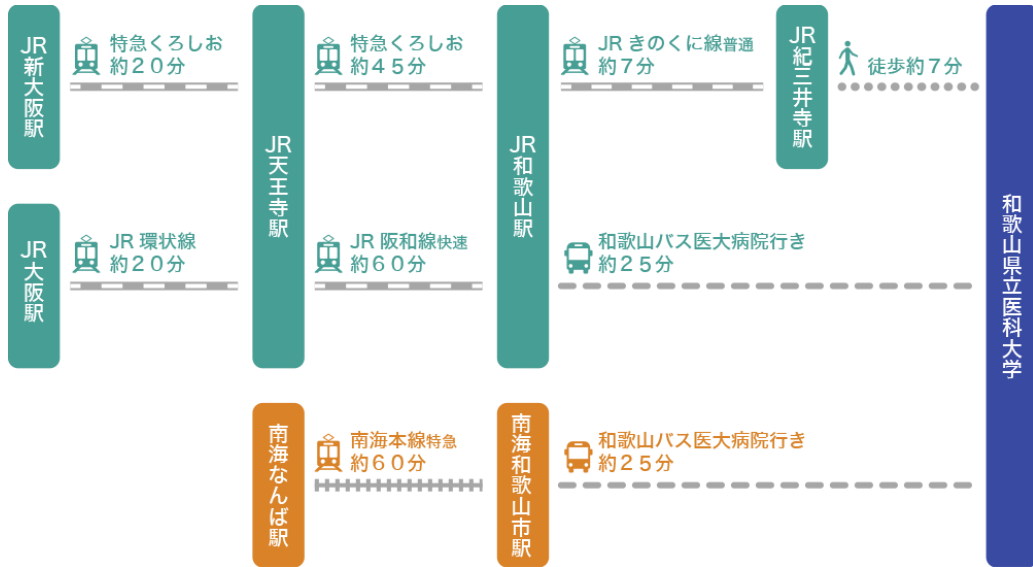 JR新大阪駅
特急くろしお
約20分
JR天王寺駅
特急くろしお
約45分
JR和歌山駅
JRきのくに線普通
約7分
JR紀三井寺駅
徒歩約7分
和歌山県立医科大学
JR大阪駅
JR環状線
約20分
JR阪和線快速
約60分
和歌山バス医大病院行き
約25分
南海なんば駅
南海本線特急
約60分
南海和歌山市駅
和歌山バス医大病院行き
約25分